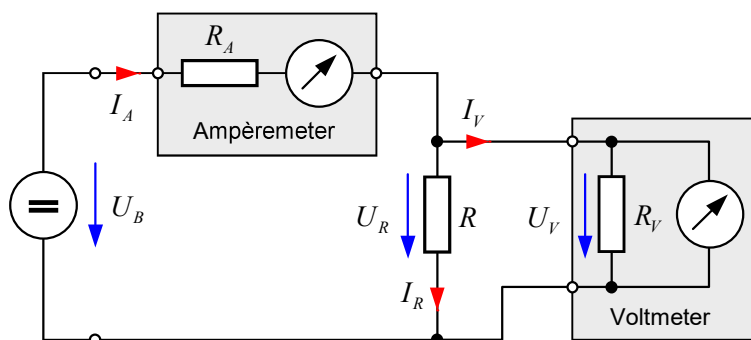 R_A
I_A
Ampèremeter
I_V
U_B
U_R
R
U_V
R_V
I_R
Voltmeter